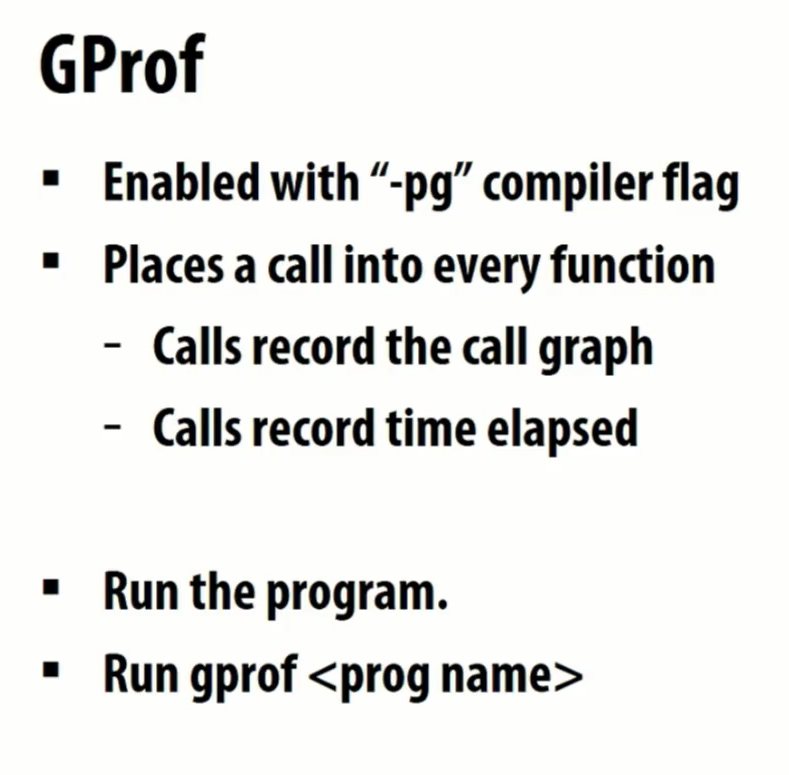 GProf
▪ Enabled with “-pg” compiler flag
▪ Places a call into every function
– Calls record the call graph
– Calls record time elapsed
▪ Run the program.
▪ Run gprof <prog name>